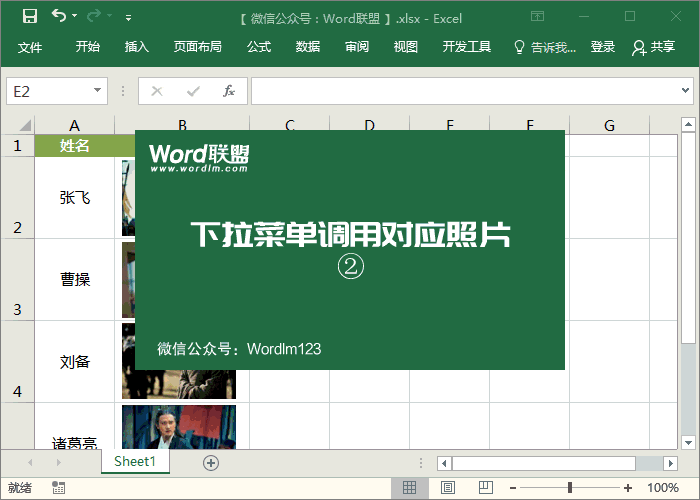 【 微信公众号：Word联盟 】.xlsx - Excel
文件 开始 插入 页面布局 公式 数据 审阅 视图 开发工具 告诉我... 登录 共享
E2 fx
A B C D E F G
1 姓名
Word联盟
www.wordlm.com
张飞
2
下拉菜单调用对应照片
②
曹操
3
微信公众号：Wordlm123
刘备
4
诸葛亮
Sheet1
就绪 100%